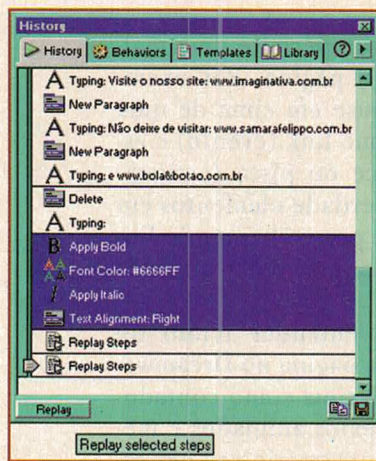 History
History Behaviors Templates Library
Typing: Visite o nosso site: www.imaginativa.com.br
New Paragraph
Typing: Não deixe de visitar: www.samarafelippo.com.br
New Paragraph
Typing: e www.bola&botao.com.br
Delete
Typing:
Apply Bold
Font Color: #6666FF
Apply Italic
Text Alignment: Right
Replay Steps
Replay Steps
Replay
Replay selected steps